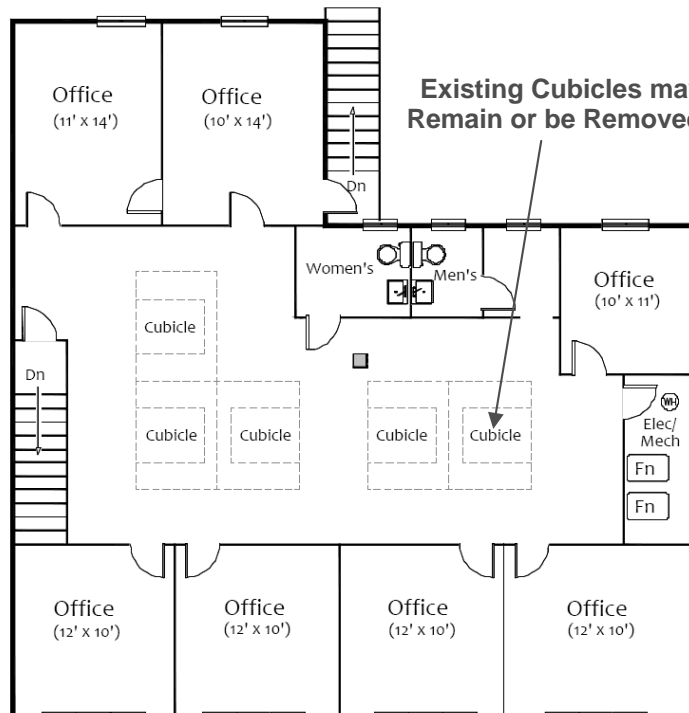 Existing Cubicles ma
Remain or be Remove
Office
(11' x 14')
Office
(10' x 14')
Dn
Women's
Men's
Office
(10' x 11')
Cubicle
Dn
Cubicle
Cubicle
Cubicle
Cubicle
WH
Elec/
Mech
Fn
Fn
Office
(12' x 10')
Office
(12' x 10')
Office
(12' x 10')
Office
(12' x 10')